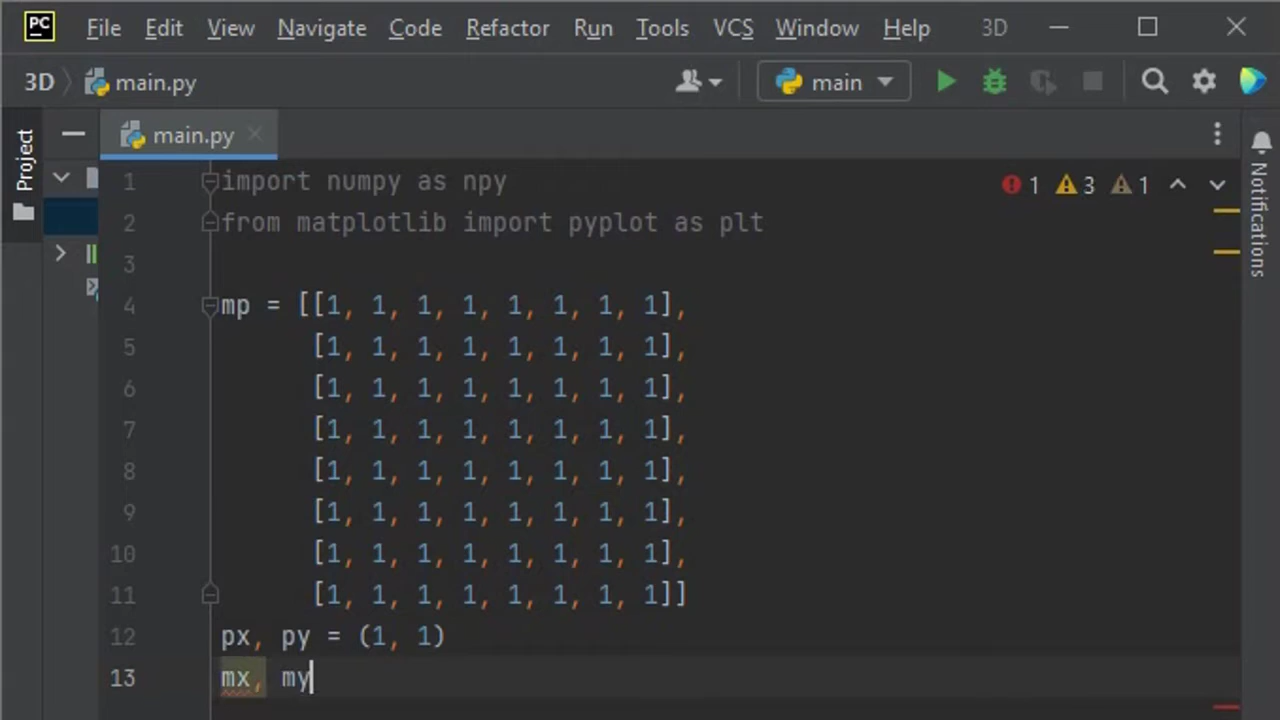 PC File Edit View Navigate Code Refactor Run Tools VCS Window Help 3D
3D main.py main
Project main.py
Notifications
1 import numpy as npy 1 3 1
2 from matplotlib import pyplot as plt
3
4 mp = [[1, 1, 1, 1, 1, 1, 1, 1],
5 [1, 1, 1, 1, 1, 1, 1, 1],
6 [1, 1, 1, 1, 1, 1, 1, 1],
7 [1, 1, 1, 1, 1, 1, 1, 1],
8 [1, 1, 1, 1, 1, 1, 1, 1],
9 [1, 1, 1, 1, 1, 1, 1, 1],
10 [1, 1, 1, 1, 1, 1, 1, 1],
11 [1, 1, 1, 1, 1, 1, 1, 1]]
12 px, py = (1, 1)
13 mx, my